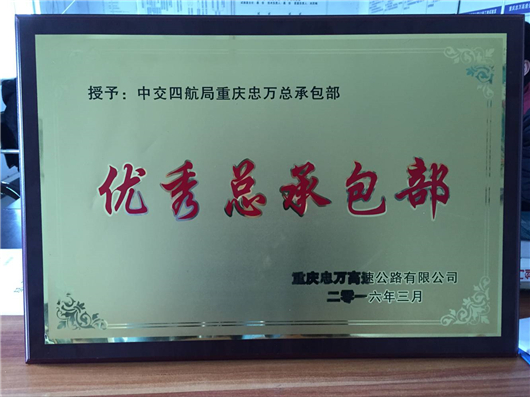 授予：中交四航局重庆忠万总承包部
优秀总承包部
重庆忠万高速公路有限公司
二零一六年三月